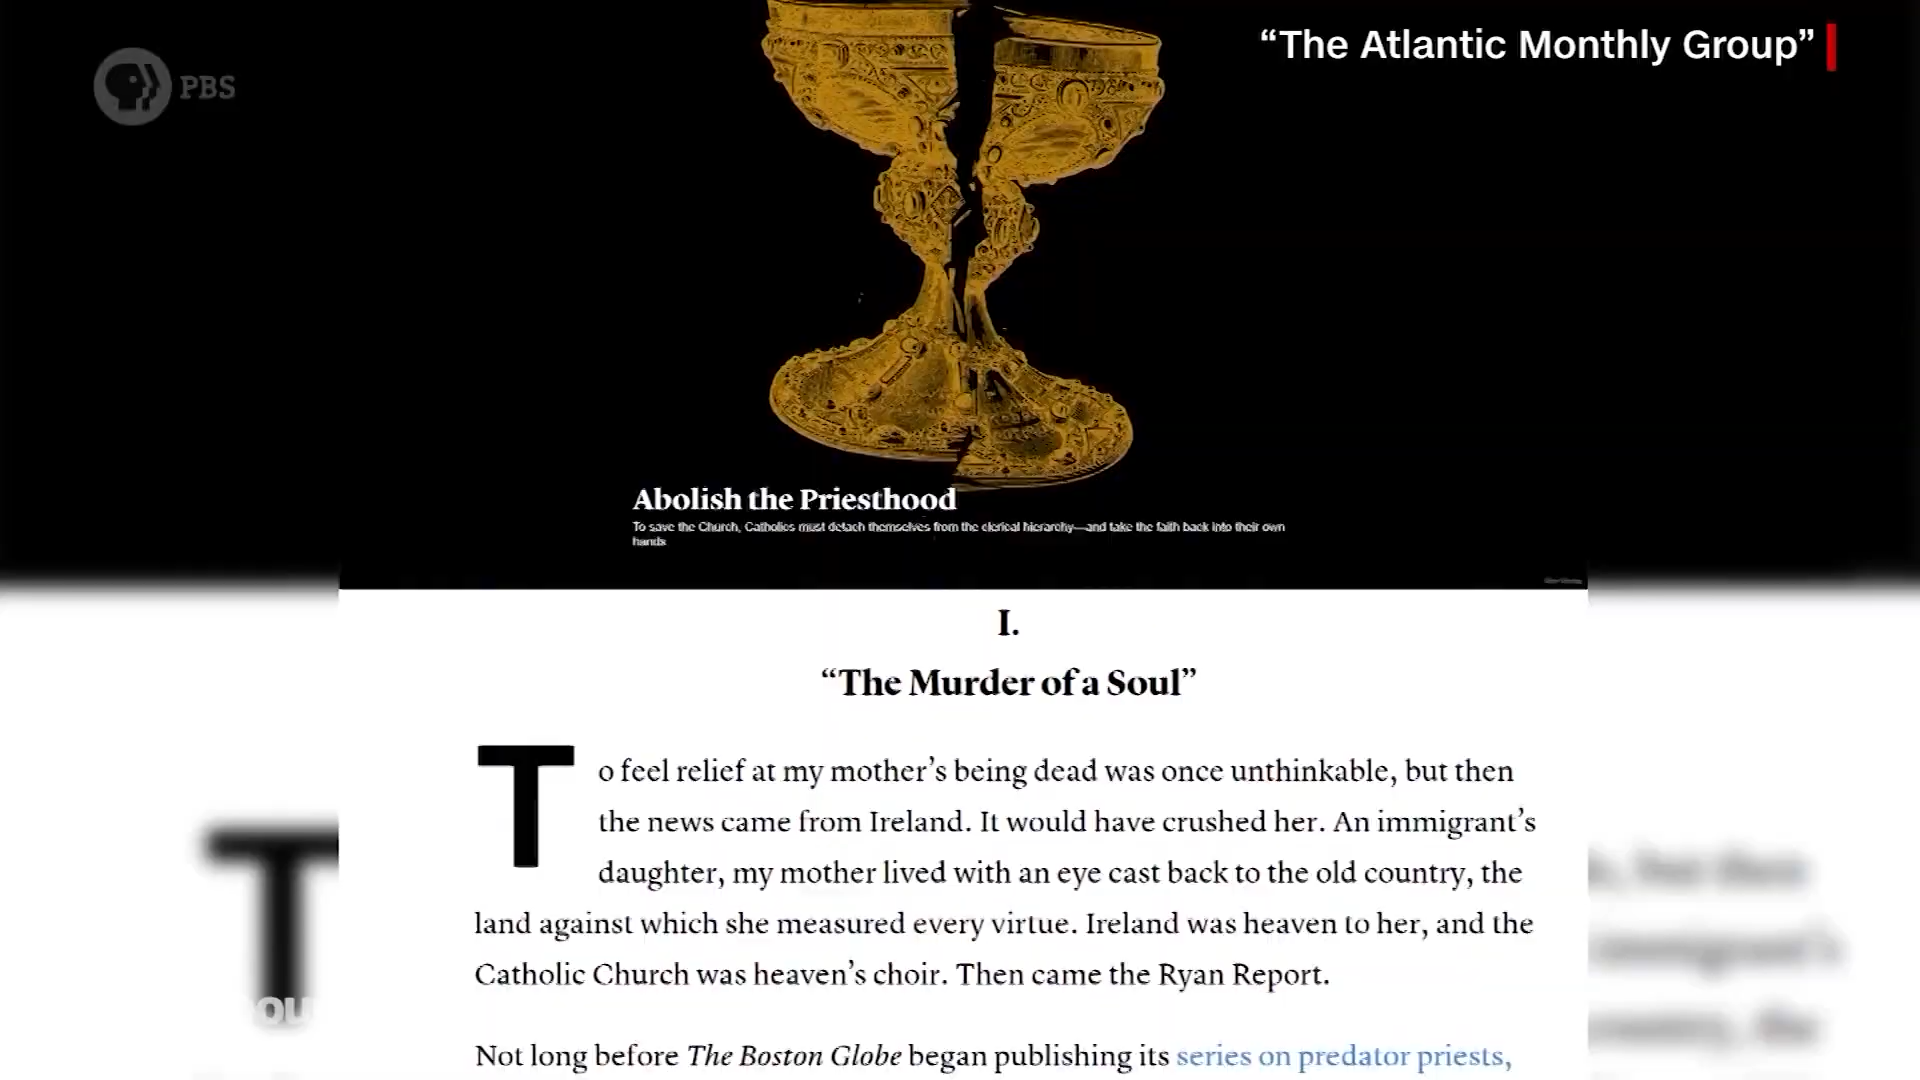 PBS
“The Atlantic Monthly Group”
Abolish the Priesthood
To save the Church, Catholics must detach themselves from the clerical hierarchy—and take the faith back into their own
hands
I.
“The Murder of a Soul”
To feel relief at my mother’s being dead was once unthinkable, but then
the news came from Ireland. It would have crushed her. An immigrant’s
daughter, my mother lived with an eye cast back to the old country, the
land against which she measured every virtue. Ireland was heaven to her, and the
Catholic Church was heaven’s choir. Then came the Ryan Report.
Not long before The Boston Globe began publishing its series on predator priests,